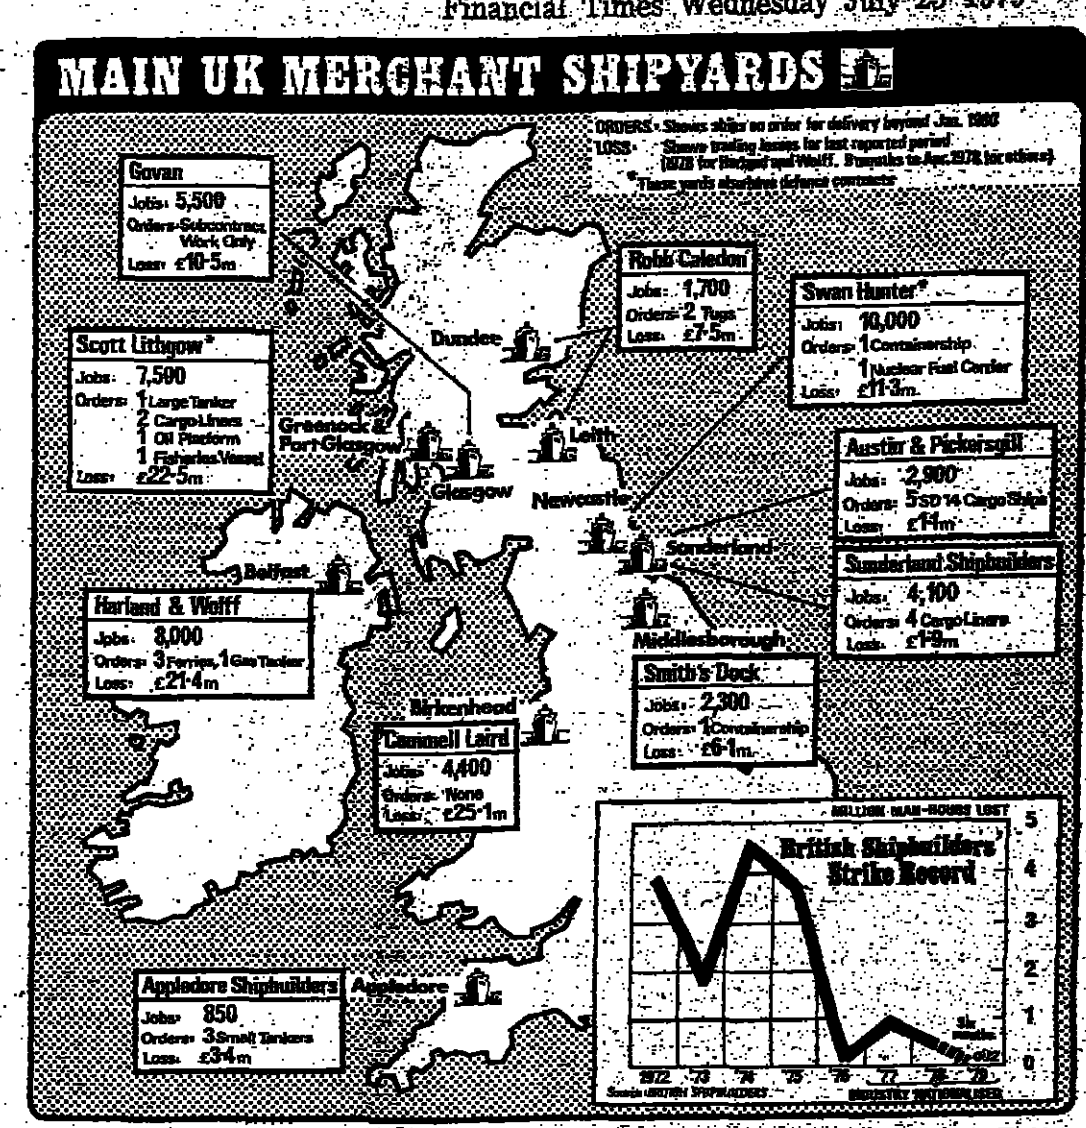 Financial Times Wednesday July 25 1979
MAIN UK MERCHANT SHIPYARDS
ORDERS - Shows ships on order for delivery beyond Jan. 1980
LOSS - Shows trading losses for last reported period
(1978 for Harland and Wolff. 9 months to Apr. 1978 for others)
*These yards also have defence contracts
Govan
Jobs: 5,500
Orders: Subcontract
Work Only
Loss: £10·5m
Robb Caledon
Jobs: 1,700
Orders: 2 Tugs
Loss: £7·5m
Swan Hunter*
Jobs: 10,000
Orders: 1 Containership
1 Nuclear Fuel Carrier
Loss: £11·3m
Scott Lithgow*
Jobs: 7,500
Orders: 1 Large Tanker
2 Cargo Liners
1 Oil Platform
1 Fisheries Vessel
Loss: £22·5m
Dundee
Greenock &
Port Glasgow
Leith
Glasgow
Austin & Pickersgill
Jobs: 2,900
Orders: 5 SD 14 Cargo Ships
Loss: £1·1m
Newcastle
Sunderland
Sunderland Shipbuilders
Jobs: 4,100
Orders: 4 Cargo Liners
Loss: £1·9m
Belfast
Harland & Wolff
Jobs: 8,000
Orders: 3 Ferries, 1 Gas Tanker
Loss: £21·4m
Middlesborough
Smith's Dock
Jobs: 2,300
Orders: 1 Containership
Loss: £6·1m
Birkenhead
*Cammell Laird
Jobs: 4,400
Orders: None
Loss: £25·1m
Appledore Shipbuilders
Jobs: 850
Orders: 3 Small Tankers
Loss: £3·4m
Appledore
MILLION MAN-HOURS LOST
British Shipbuilders'
Strike Record
5
4
3
2
1
0
Six
months
1972 '73 '74 '75 '76 '77 '78 '79
Source: BRITISH SHIPBUILDERS
INDUSTRY NATIONALISED